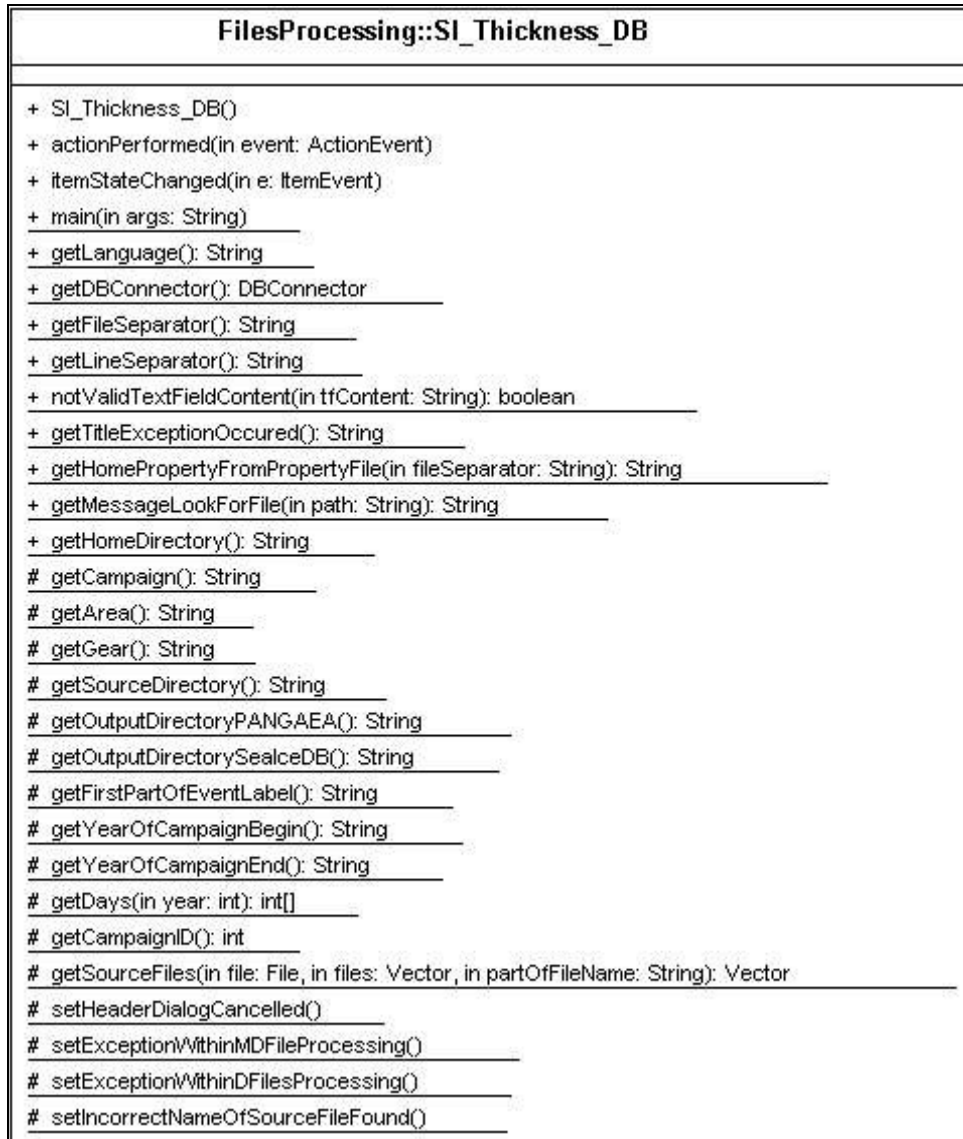 FilesProcessing::SI_Thickness_DB
+ SI_Thickness_DB()
+ actionPerformed(in event: ActionEvent)
+ itemStateChanged(in e: ItemEvent)
+ main(in args: String)
+ getLanguage(): String
+ getDBConnector(): DBConnector
+ getFileSeparator(): String
+ getLineSeparator(): String
+ notValidTextFieldContent(in tfContent: String): boolean
+ getTitleExceptionOccured(): String
+ getHomePropertyFromPropertyFile(in fileSeparator: String): String
+ getMessageLookForFile(in path: String): String
+ getHomeDirectory(): String
# getCampaign(): String
# getArea(): String
# getGear(): String
# getSourceDirectory(): String
# getOutputDirectoryPANGAEA(): String
# getOutputDirectorySeaIceDB(): String
# getFirstPartOfEventLabel(): String
# getYearOfCampaignBegin(): String
# getYearOfCampaignEnd(): String
# getDays(in year: int): int[]
# getCampaignID(): int
# getSourceFiles(in file: File, in files: Vector, in partOfFileName: String): Vector
# setHeaderDialogCancelled()
# setExceptionWithinMDFileProcessing()
# setExceptionWithinDFilesProcessing()
# setIncorrectNameOfSourceFileFound()